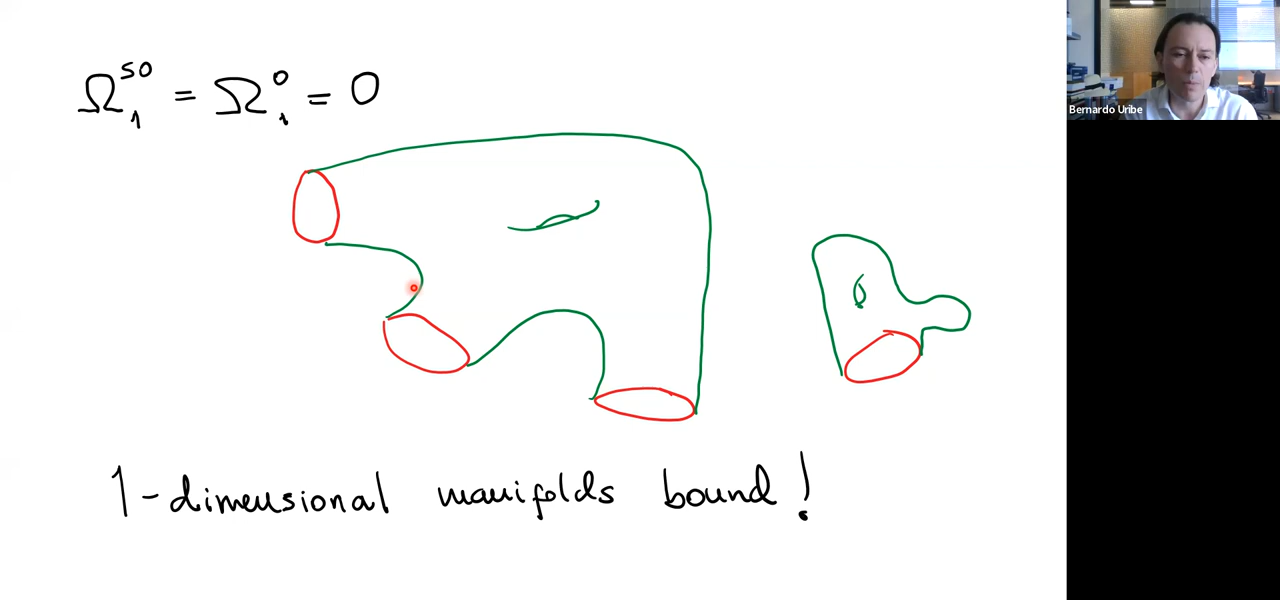 Ω₁^SO = Ω₁^O = 0
Bernardo Uribe
1-dimensional manifolds bound!